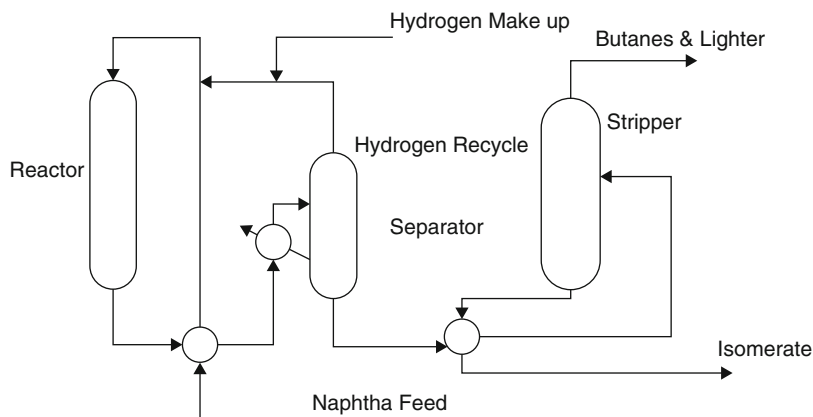 Hydrogen Make up
Butanes & Lighter
Stripper
Hydrogen Recycle
Reactor
Separator
Isomerate
Naphtha Feed